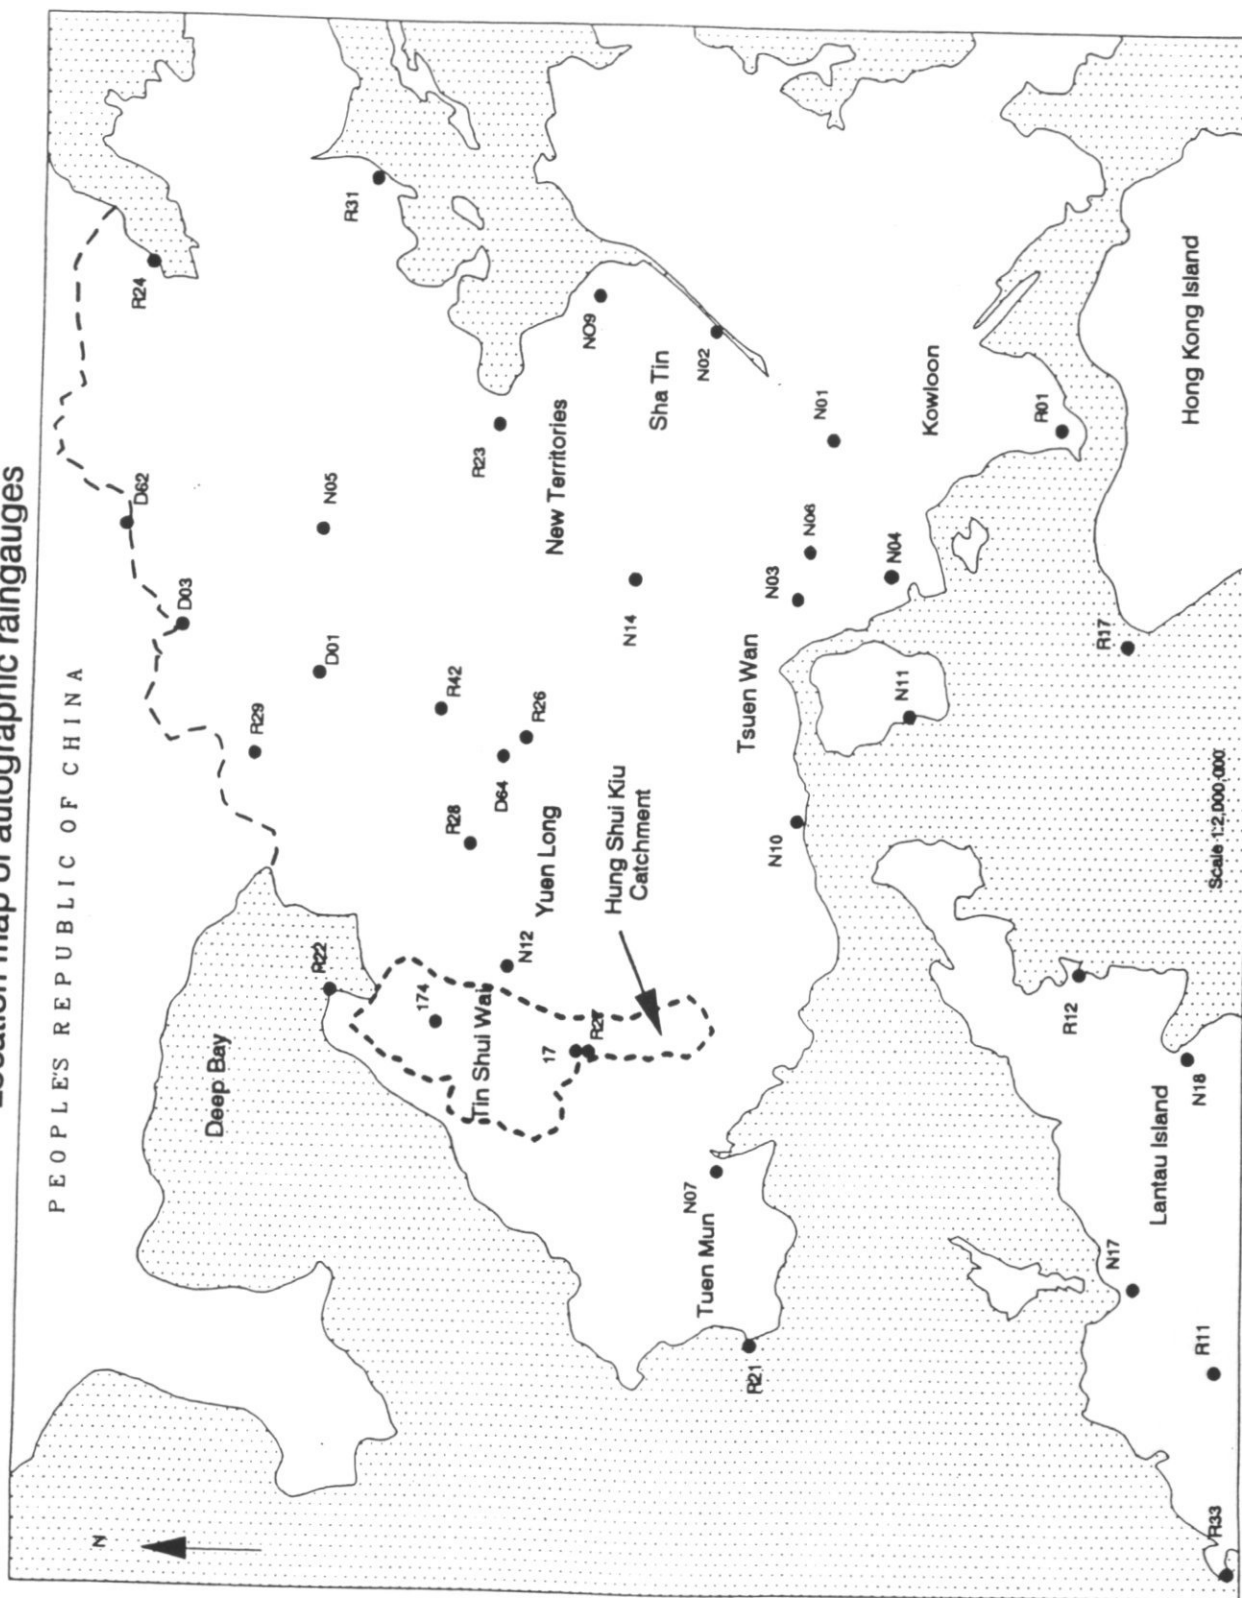 Location map of autographic raingauges
PEOPLE'S REPUBLIC OF CHINA
N
Deep Bay
R24
D62
D03
R29
R31
N05
D01
R22
R42
R23
R28
D64
R26
174
N12
Tin Shui Wai
Yuen Long
New Territories
NO9
17
R27
Hung Shui Kiu
Catchment
N14
Sha Tin
N02
N07
Tuen Mun
R21
Tsuen Wan
N10
N03
N06
N01
N04
N11
Kowloon
R01
R12
R17
N17
Lantau Island
N18
R11
R33
Hong Kong Island
Scale 1:2,000,000